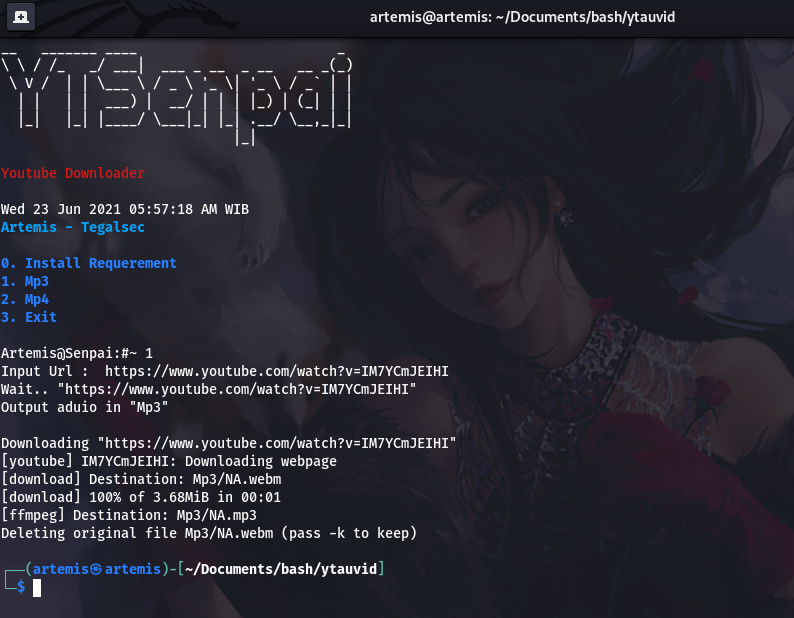 artemis@artemis: ~/Documents/bash/ytauvid
YTSenpai
Youtube Downloader
Wed 23 Jun 2021 05:57:18 AM WIB
Artemis - Tegalsec
0. Install Requerement
1. Mp3
2. Mp4
3. Exit
Artemis@Senpai:#~ 1
Input Url :  https://www.youtube.com/watch?v=IM7YCmJEIHI
Wait.. "https://www.youtube.com/watch?v=IM7YCmJEIHI"
Output aduio in "Mp3"
Downloading "https://www.youtube.com/watch?v=IM7YCmJEIHI"
[youtube] IM7YCmJEIHI: Downloading webpage
[download] Destination: Mp3/NA.webm
[download] 100% of 3.68MiB in 00:01
[ffmpeg] Destination: Mp3/NA.mp3
Deleting original file Mp3/NA.webm (pass -k to keep)
┌──(artemis㉿artemis)-[~/Documents/bash/ytauvid]
└─$